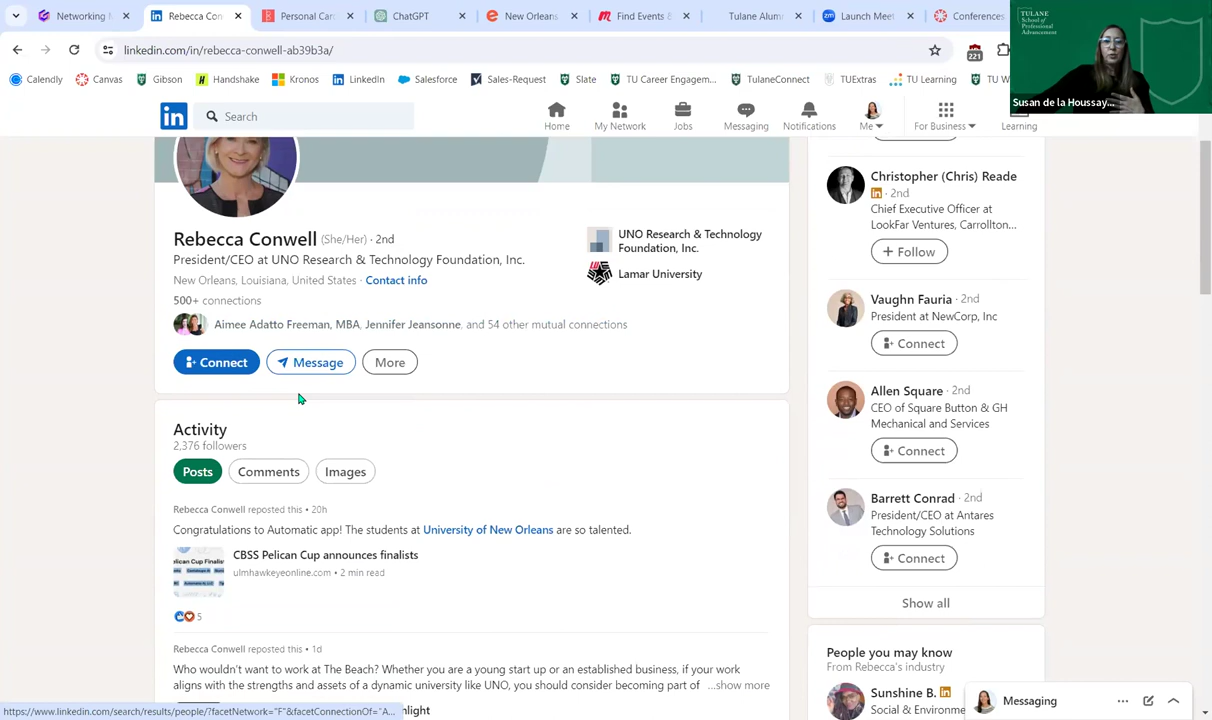 Networking M
Rebecca Conw
Personal TU C
ChatGPT
New Orleans
Find Events &
Tulane Alum
Launch Meet
Conferences
linkedin.com/in/rebecca-conwell-ab39b3a/
221
Calendly
Canvas
Gibson
Handshake
Kronos
LinkedIn
Salesforce
Sales-Request
Slate
TU Career Engagem...
TulaneConnect
TUExtras
TU Learning
TU W
TULANE
School of
Professional
Advancement
Susan de la Houssay...
in
Search
Home
My Network
Jobs
Messaging
Notifications
Me
For Business
Learning
Rebecca Conwell (She/Her) · 2nd
President/CEO at UNO Research & Technology Foundation, Inc.
New Orleans, Louisiana, United States · Contact info
500+ connections
Aimee Adatto Freeman, MBA, Jennifer Jeansonne, and 54 other mutual connections
Connect
Message
More
UNO Research & Technology
Foundation, Inc.
Lamar University
Activity
2,376 followers
Posts
Comments
Images
Rebecca Conwell reposted this • 20h
Congratulations to Automatic app! The students at University of New Orleans are so talented.
CBSS Pelican Cup announces finalists
ulmhawkeyeonline.com • 2 min read
5
Rebecca Conwell reposted this • 1d
Who wouldn't want to work at The Beach? Whether you are a young start up or an established business, if your work
aligns with the strengths and assets of a dynamic university like UNO, you should consider becoming part of ...show more
Christopher (Chris) Reade
in · 2nd
Chief Executive Officer at
LookFar Ventures, Carrollton...
+ Follow
Vaughn Fauria · 2nd
President at NewCorp, Inc
Connect
Allen Square · 2nd
CEO of Square Button & GH
Mechanical and Services
Connect
Barrett Conrad · 2nd
President/CEO at Antares
Technology Solutions
Connect
Show all
People you may know
From Rebecca's industry
Sunshine B. in
Social & Environme
Messaging
https://www.linkedin.com/search/results/people/?facetNetwork="F"&facetConnectionOf="A...